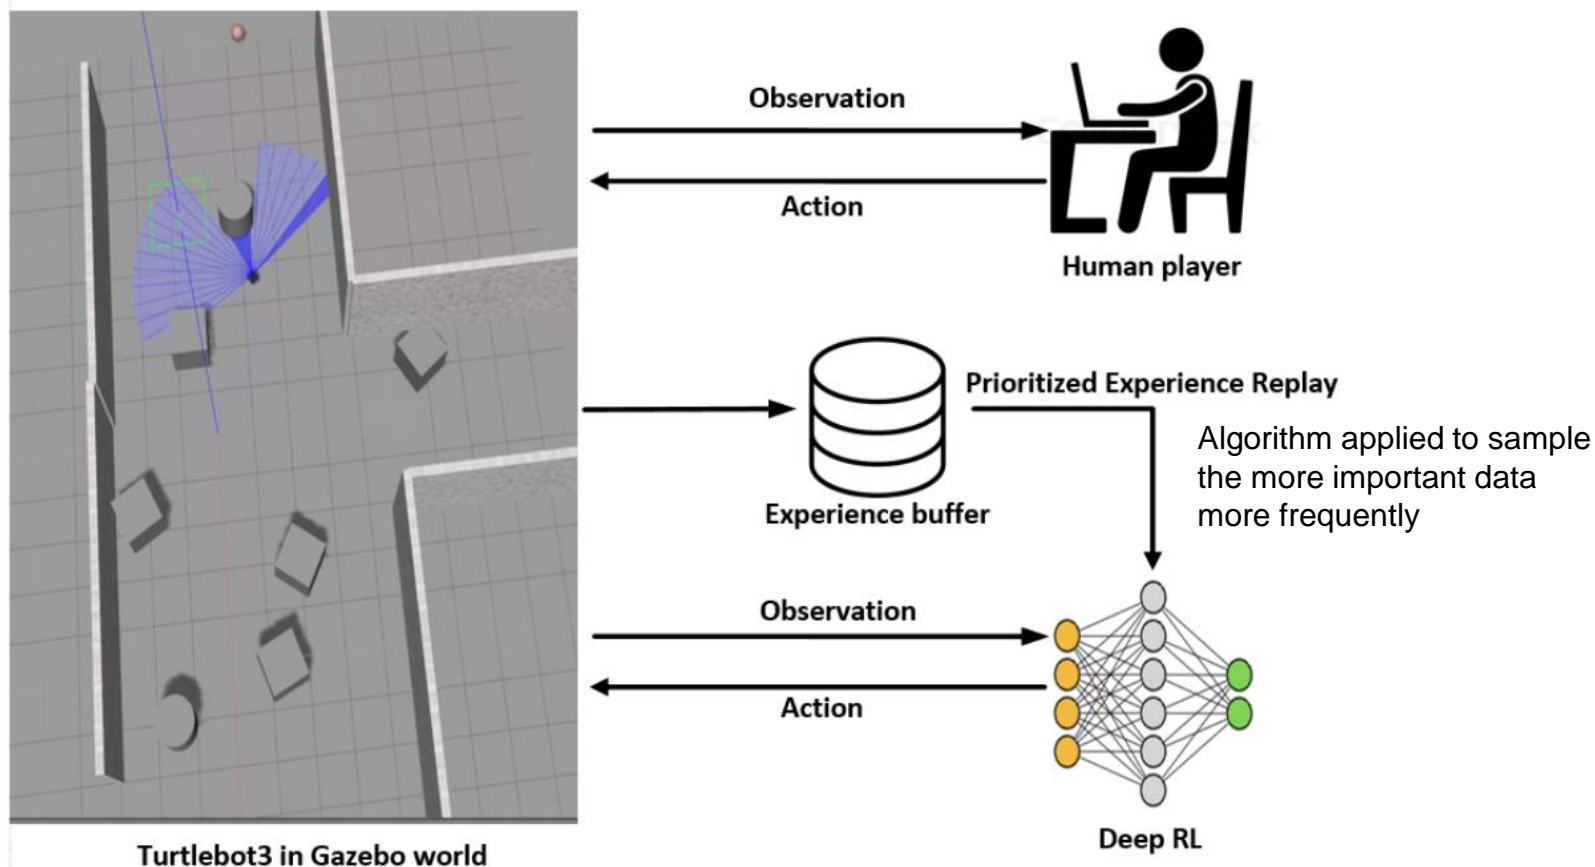 Observation
Action
Human player
Prioritized Experience Replay
Algorithm applied to sample
the more important data
more frequently
Experience buffer
Observation
Action
Deep RL
Turtlebot3 in Gazebo world